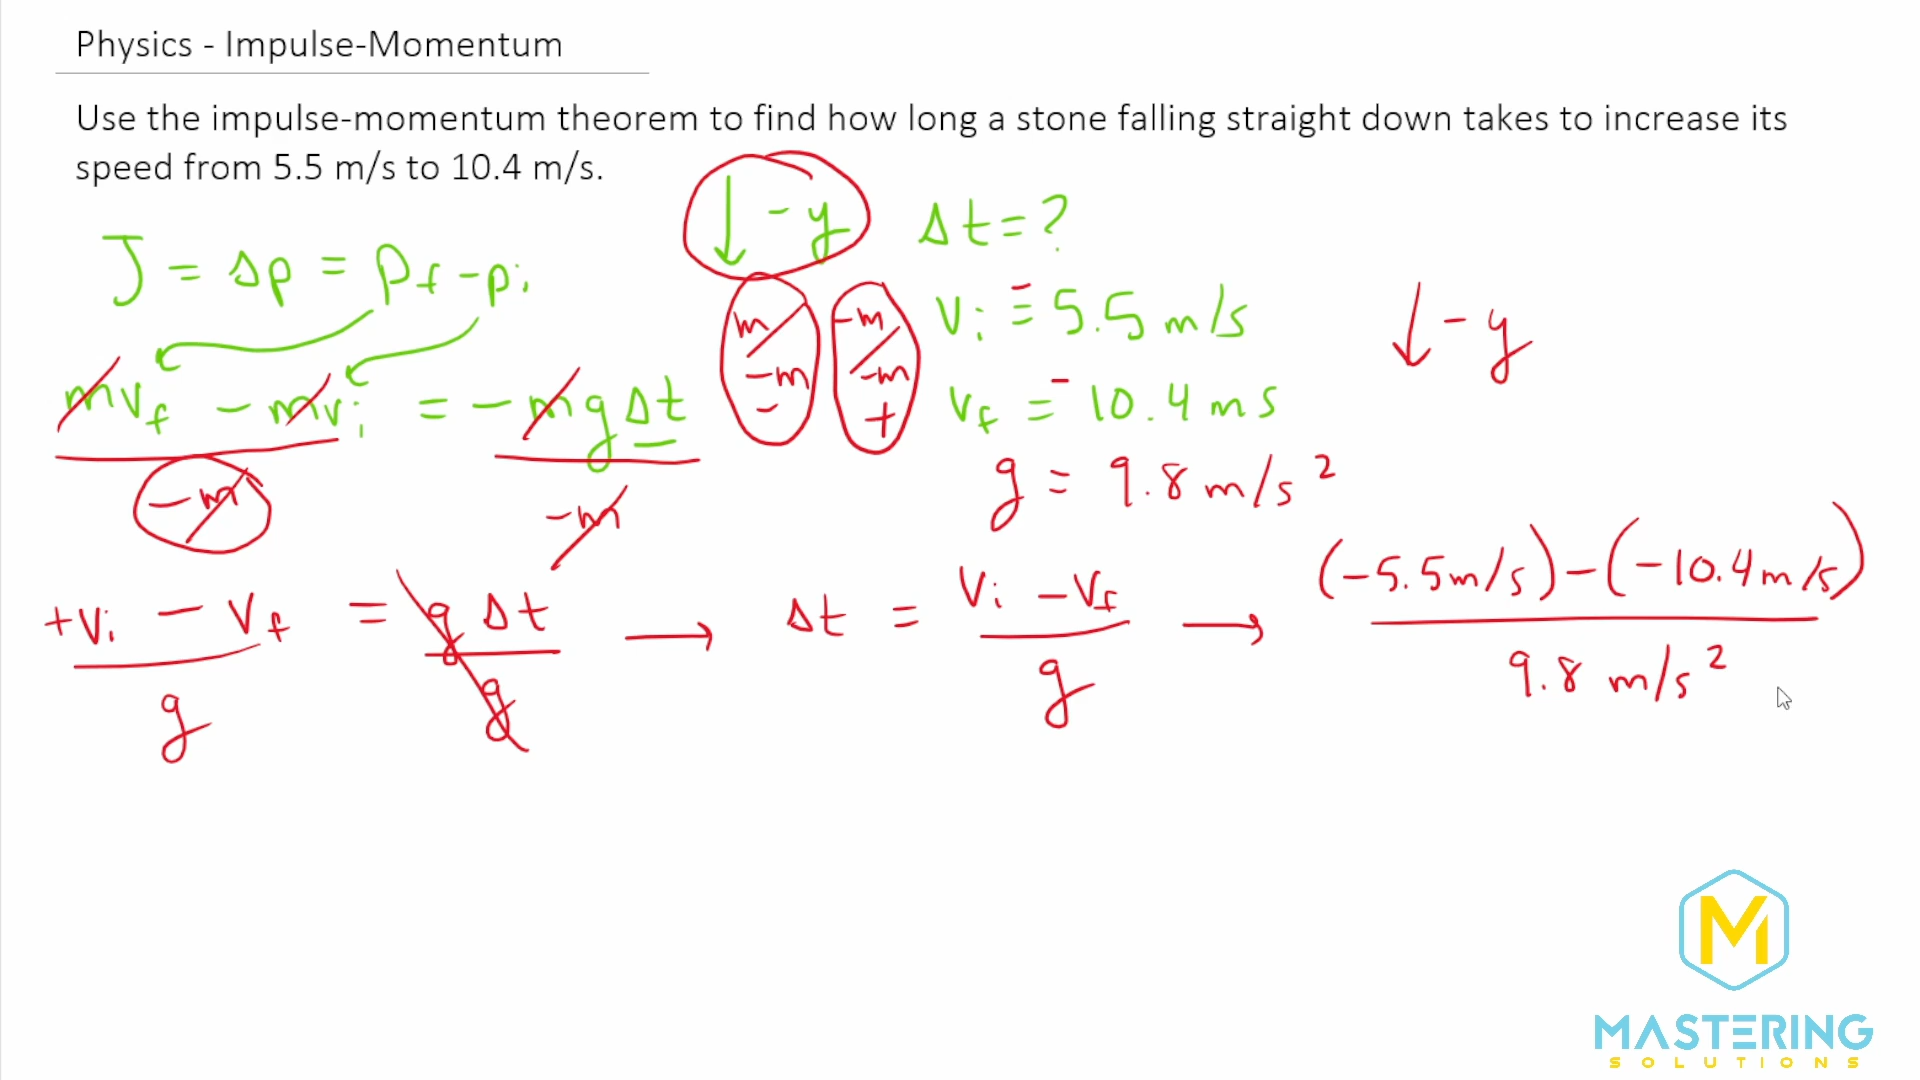 Physics - Impulse-Momentum
Use the impulse-momentum theorem to find how long a stone falling straight down takes to increase its
speed from 5.5 m/s to 10.4 m/s.
↓ -y
Δt = ?
J = Δp = pf - pi
vi = -5.5 m/s
↓ -y
m/-m -
-m/-m +
vf = -10.4 ms
mvf - mvi = -mgΔt
-m
-m
g = 9.8 m/s²
+vi - vf = gΔt → Δt = vi - vf → (-5.5m/s) - (-10.4m/s)
g
g
g
9.8 m/s²
M
MASTERING
SOLUTIONS